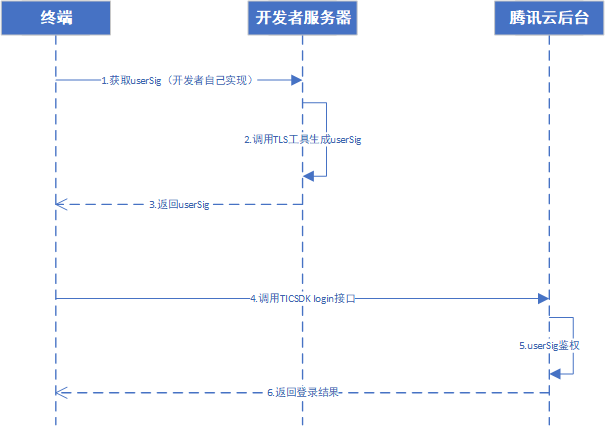 终端
开发者服务器
腾讯云后台
1.获取userSig（开发者自己实现）
2.调用TLS工具生成userSig
3.返回userSig
4.调用TICSDK login接口
5.userSig鉴权
6.返回登录结果